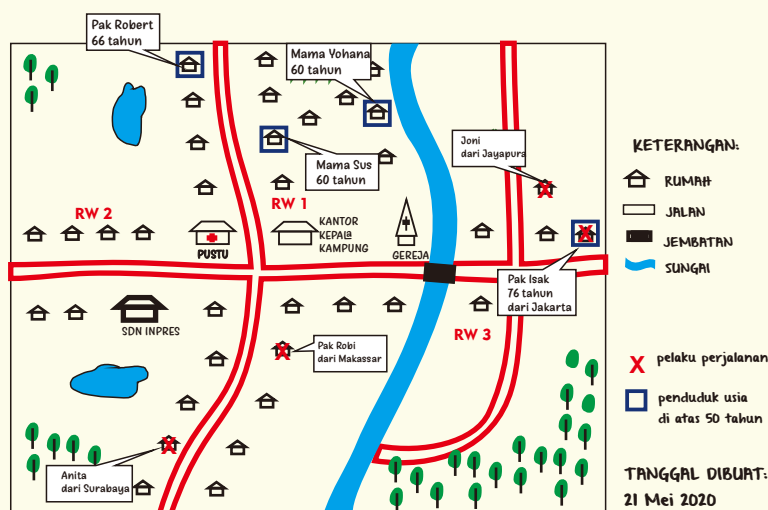 Pak Robert
66 tahun
Mama Yohana
60 tahun
Joni
dari Jayapura
Mama Sus
60 tahun
RW 2
RW 1
PUSTU
KANTOR
KEPALA
KAMPUNG
GEREJA
Pak Isak
76 tahun
dari Jakarta
SDN INPRES
RW 3
Pak Robi
dari Makassar
Anita
dari Surabaya
KETERANGAN:
RUMAH
JALAN
JEMBATAN
SUNGAI
X pelaku perjalanan
penduduk usia
di atas 50 tahun
TANGGAL DIBUAT:
21 Mei 2020